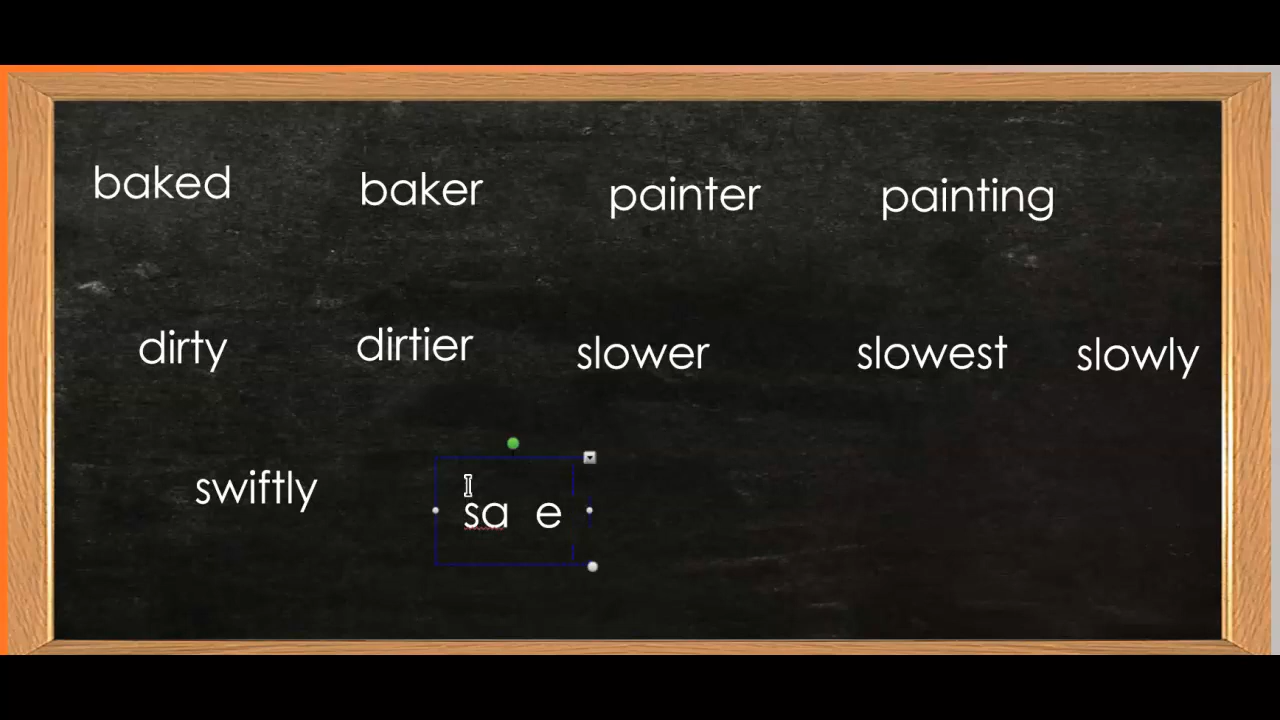 baked baker painter painting
dirty dirtier slower slowest slowly
swiftly sa e